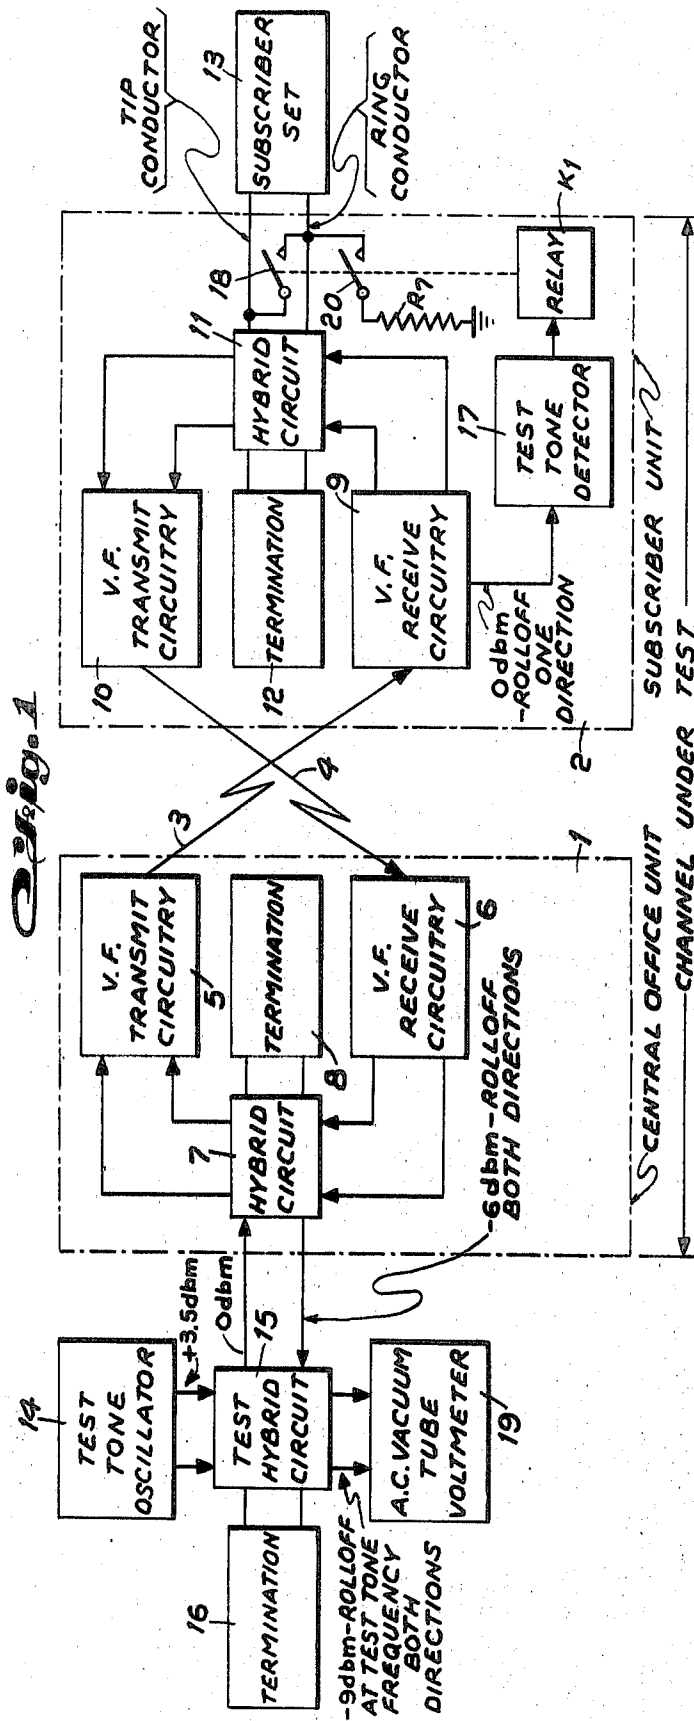 Fig. 1
14
TEST
TONE
OSCILLATOR
+3.5dbm
0dbm
16
TERMINATION
15
TEST
HYBRID
CIRCUIT
-9dbm-ROLLOFF
AT TEST TONE
FREQUENCY
BOTH
DIRECTIONS
A.C. VACUUM
TUBE
VOLTMETER
19
-6dbm-ROLLOFF
BOTH DIRECTIONS
7
HYBRID
CIRCUIT
V.F.
TRANSMIT
CIRCUITRY
5
TERMINATION
8
V.F.
RECEIVE
CIRCUITRY
6
1
CENTRAL OFFICE UNIT
3
4
10
V.F.
TRANSMIT
CIRCUITRY
12
TERMINATION
9
V.F.
RECEIVE
CIRCUITRY
11
HYBRID
CIRCUIT
0dbm
-ROLLOFF
ONE
DIRECTION
2
17
TEST
TONE
DETECTOR
RELAY
K1
18
20
R7
TIP
CONDUCTOR
13
SUBSCRIBER
SET
RING
CONDUCTOR
SUBSCRIBER UNIT
CHANNEL UNDER TEST